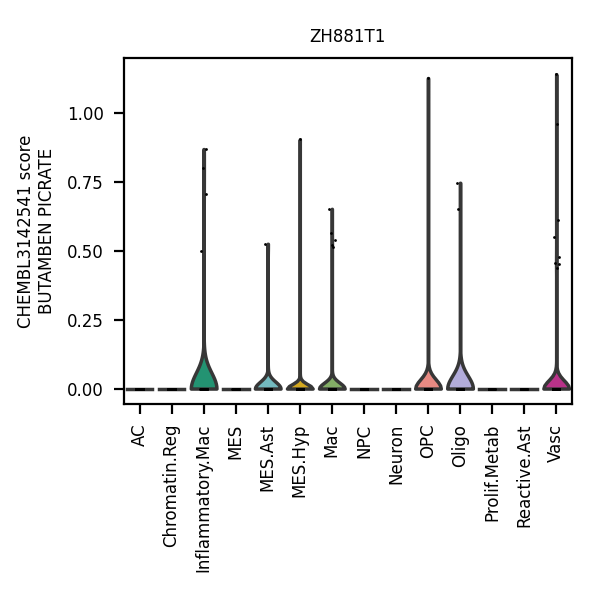 ZH881T1
CHEMBL3142541 score
BUTAMBEN PICRATE
1.00
0.75
0.50
0.25
0.00
AC
Chromatin.Reg
Inflammatory.Mac
MES
MES.Ast
MES.Hyp
Mac
NPC
Neuron
OPC
Oligo
Prolif.Metab
Reactive.Ast
Vasc